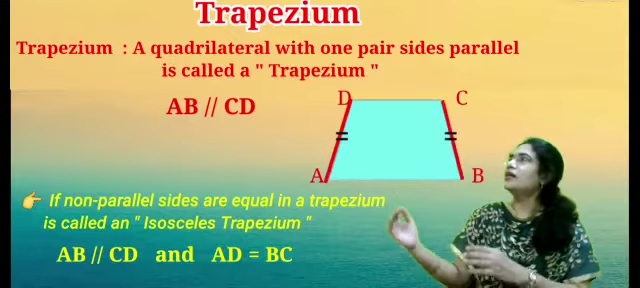 Trapezium
Trapezium : A quadrilateral with one pair sides parallel
is called a " Trapezium "
AB // CD
D C
A B
If non-parallel sides are equal in a trapezium
is called an " Isosceles Trapezium "
AB // CD and AD = BC